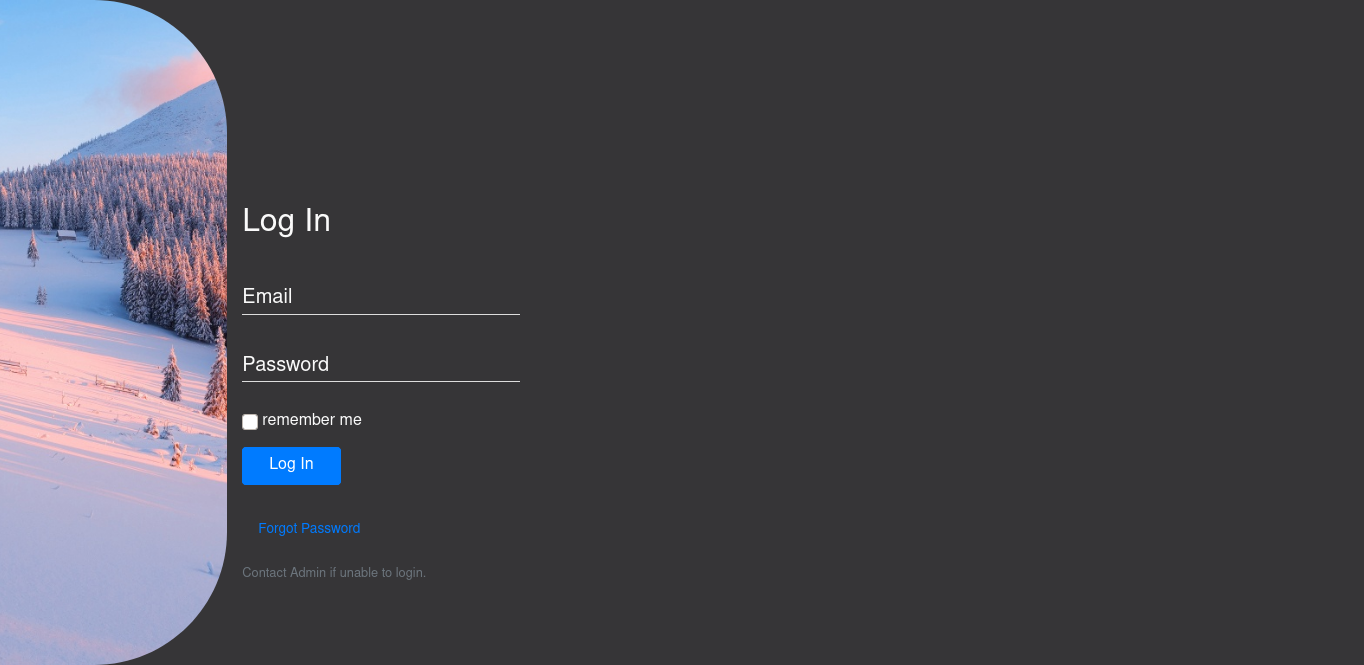 Log In
Email
Password
remember me
Log In
Forgot Password
Contact Admin if unable to login.